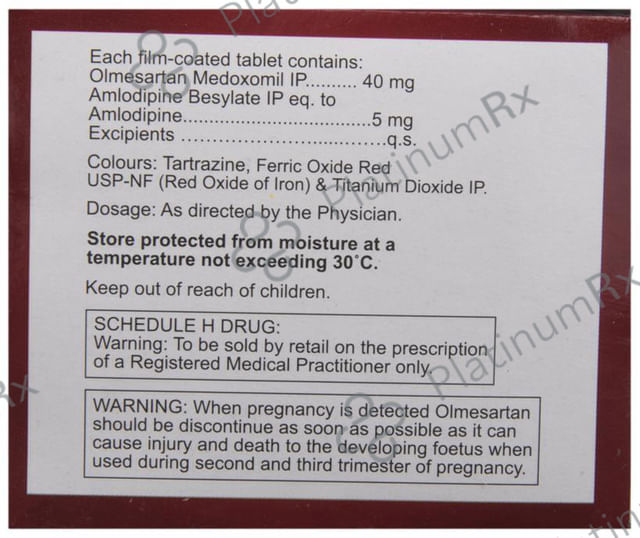 Each film-coated tablet contains:
Olmesartan Medoxomil IP.......... 40 mg
Amlodipine Besylate IP eq. to
Amlodipine...................................5 mg
Excipients ......................................q.s.
Colours: Tartrazine, Ferric Oxide Red
USP-NF (Red Oxide of Iron) & Titanium Dioxide IP.
Dosage: As directed by the Physician.
Store protected from moisture at a
temperature not exceeding 30˚C.
Keep out of reach of children.
SCHEDULE H DRUG:
Warning: To be sold by retail on the prescription
of a Registered Medical Practitioner only.
WARNING: When pregnancy is detected Olmesartan
should be discontinue as soon as possible as it can
cause injury and death to the developing foetus when
used during second and third trimester of pregnancy.
PlatinumRx
PlatinumRx
PlatinumRx
Rx